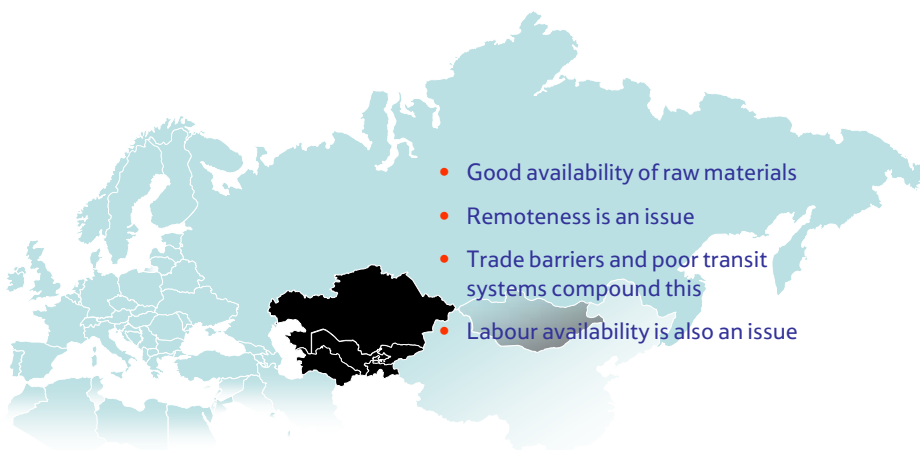 • Good availability of raw materials
• Remoteness is an issue
• Trade barriers and poor transit
systems compound this
• Labour availability is also an issue